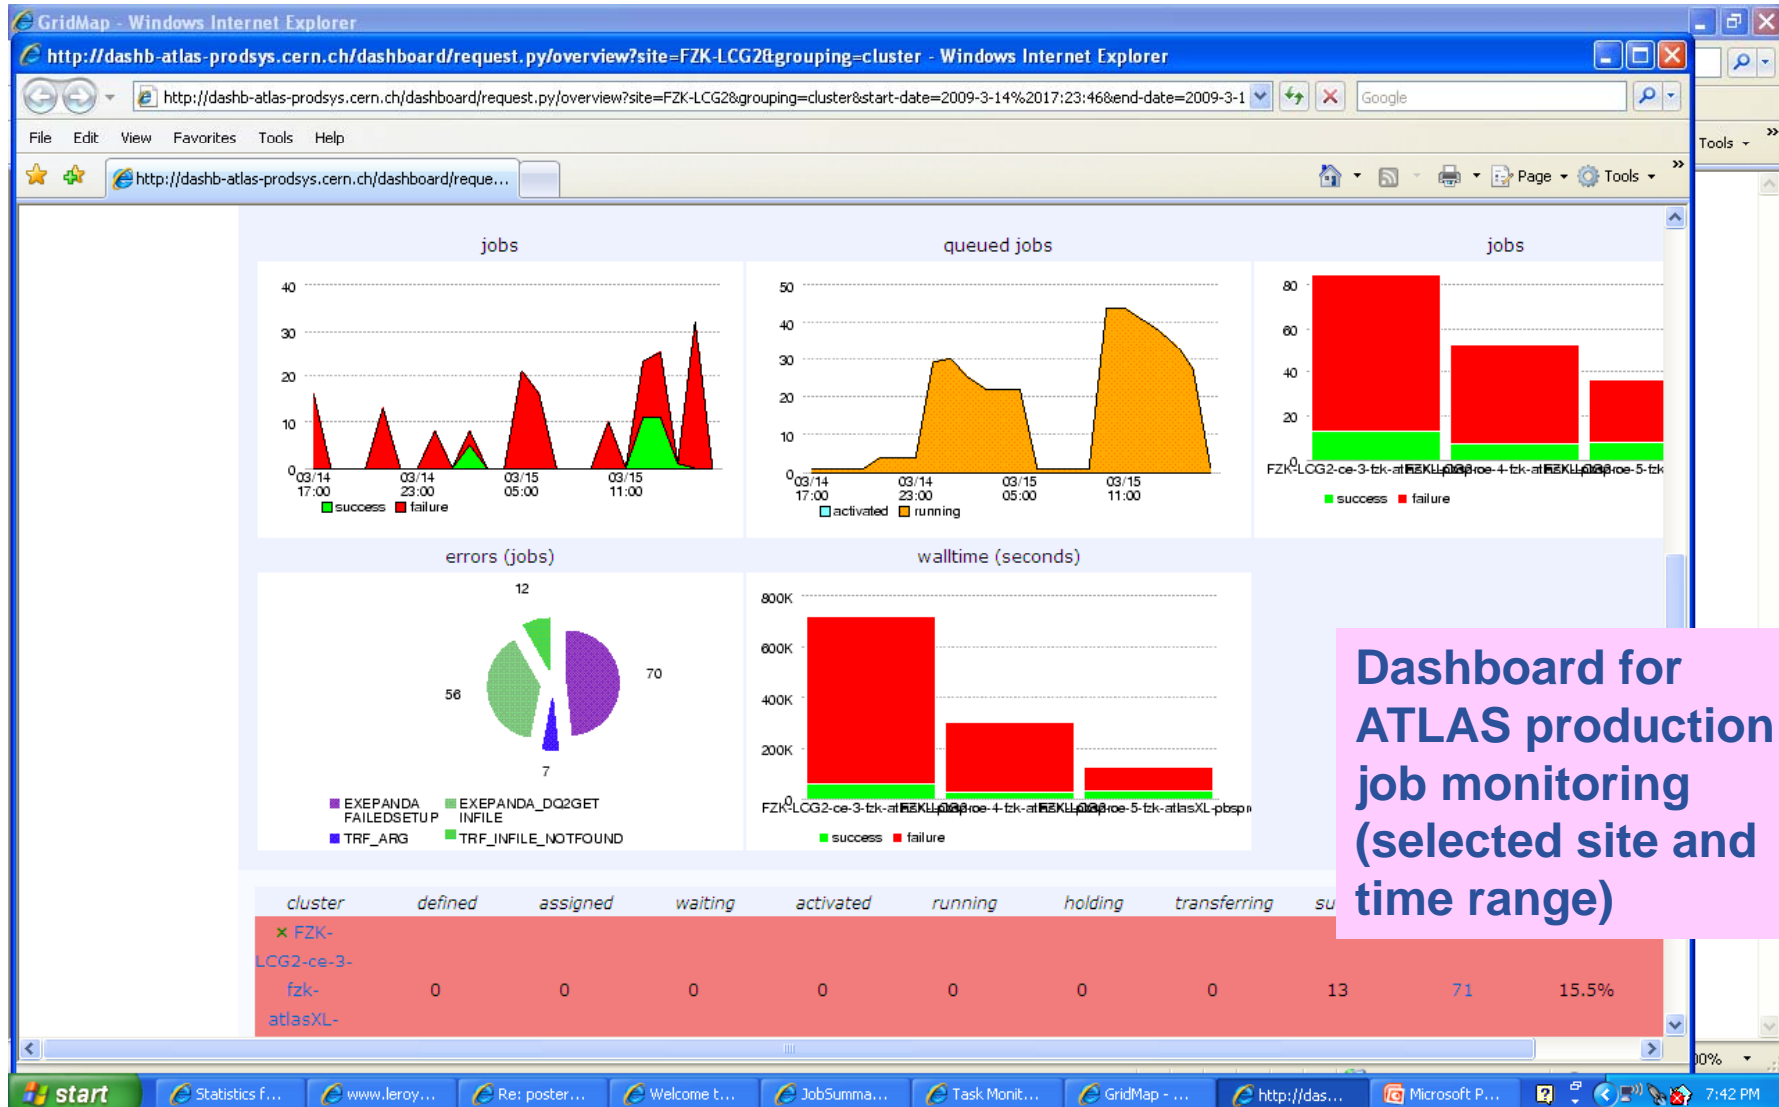 GridMap - Windows Internet Explorer
http://dashb-atlas-prodsys.cern.ch/dashboard/request.py/overview?site=FZK-LCG2&grouping=cluster - Windows Internet Explorer
http://dashb-atlas-prodsys.cern.ch/dashboard/request.py/overview?site=FZK-LCG2&grouping=cluster&start-date=2009-3-14%2017:23:46&end-date=2009-3-1
Google
File Edit View Favorites Tools Help
Tools
http://dashb-atlas-prodsys.cern.ch/dashboard/reque...
Page Tools
jobs
40
30
20
10
0
03/14 17:00
03/14 23:00
03/15 05:00
03/15 11:00
success failure
queued jobs
50
40
30
20
10
0
03/14 17:00
03/14 23:00
03/15 05:00
03/15 11:00
activated running
jobs
80
60
40
20
0
success failure
errors (jobs)
12
70
56
7
EXEPANDA FAILEDSETUP
EXEPANDA_DQ2GET INFILE
TRF_ARG
TRF_INFILE_NOTFOUND
walltime (seconds)
800K
600K
400K
200K
0
success failure
Dashboard for
ATLAS production
job monitoring
(selected site and
time range)
cluster defined assigned waiting activated running holding transferring su
× FZK-
LCG2-ce-3-
fzk- 0 0 0 0 0 0 0 13 71 15.5%
atlasXL-
00%
start
Statistics f...
www.leroy...
Re: poster...
Welcome t...
JobSumma...
Task Monit...
GridMap - ...
http://das...
Microsoft P...
7:42 PM